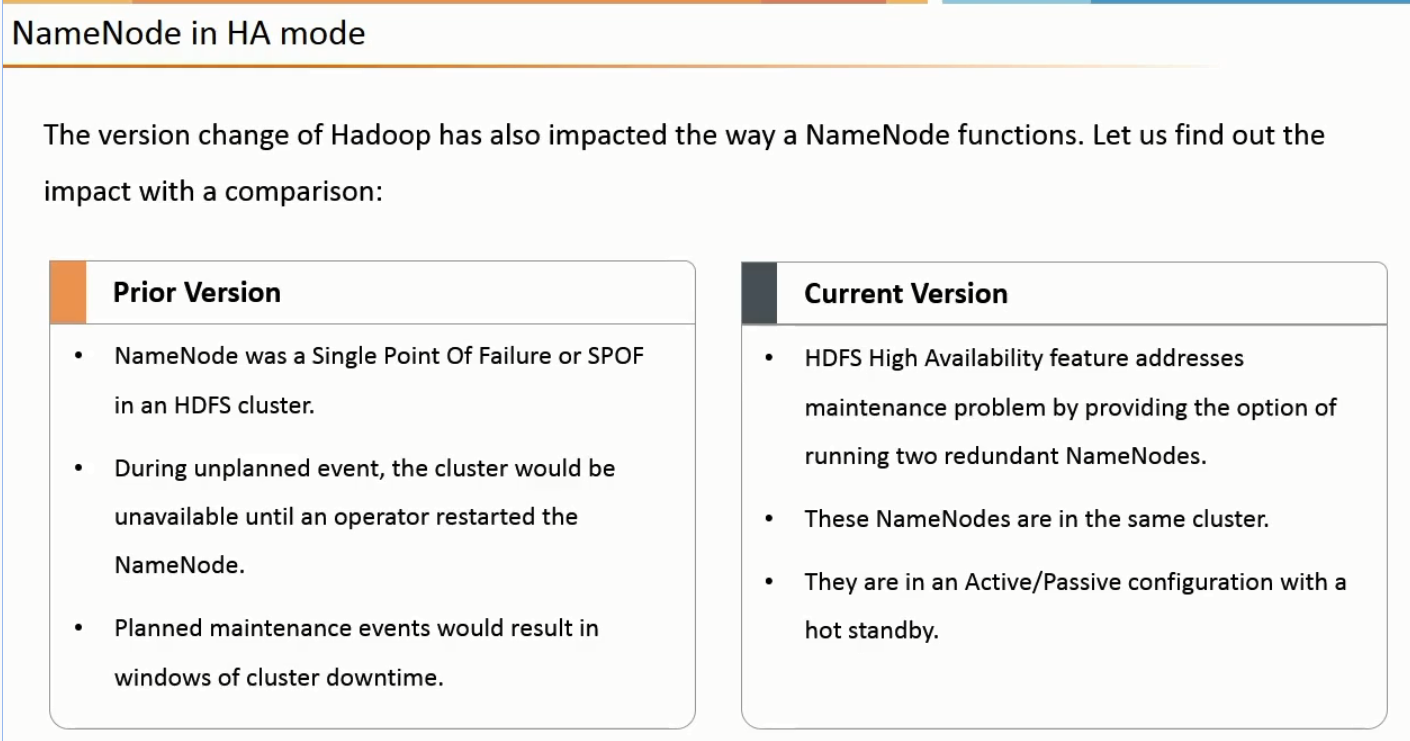 NameNode in HA mode
The version change of Hadoop has also impacted the way a NameNode functions. Let us find out the
impact with a comparison:
Prior Version
• NameNode was a Single Point Of Failure or SPOF
in an HDFS cluster.
• During unplanned event, the cluster would be
unavailable until an operator restarted the
NameNode.
• Planned maintenance events would result in
windows of cluster downtime.
Current Version
• HDFS High Availability feature addresses
maintenance problem by providing the option of
running two redundant NameNodes.
• These NameNodes are in the same cluster.
• They are in an Active/Passive configuration with a
hot standby.